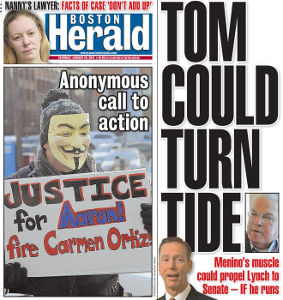 NANNY'S LAWYER: FACTS OF CASE 'DON'T ADD UP'
BOSTON
Herald
Anonymous
call to
action
JUSTICE
for Aaron!
fire Carmen Ortiz
TOM
COULD
TURN
TIDE
Menino's muscle
could propel Lynch to
Senate – IF he runs